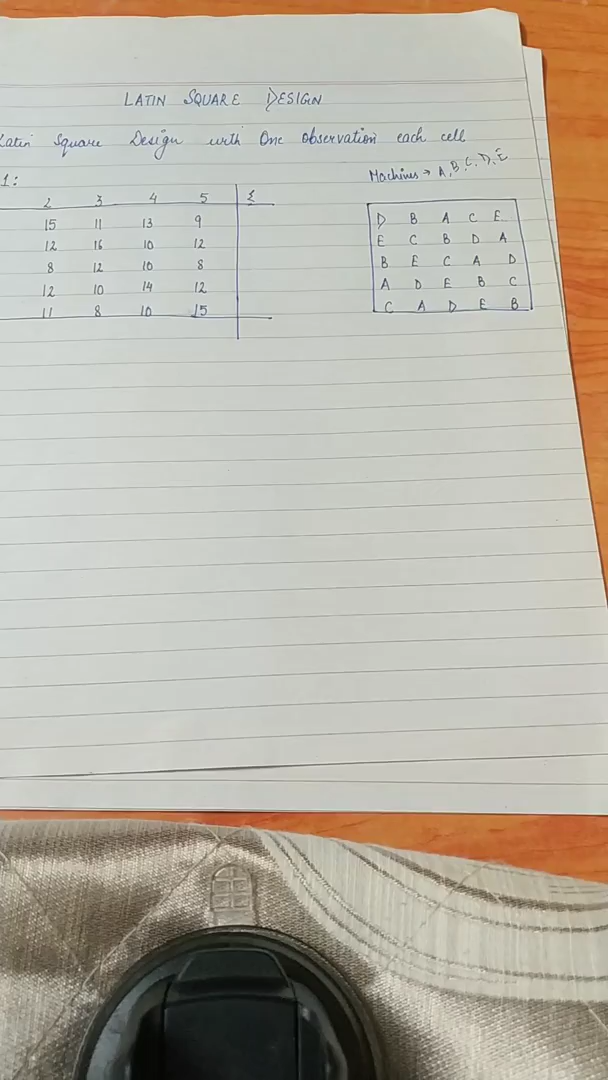 LATIN SQUARE DESIGN
Latin Square Design with One observation each cell
1:
Machines → A, B, C, D, E
2 3 4 5 Σ
15 11 13 9
12 16 10 12
8 12 10 8
12 10 14 12
11 8 10 15
D B A C E
E C B D A
B E C A D
A D E B C
C A D E B